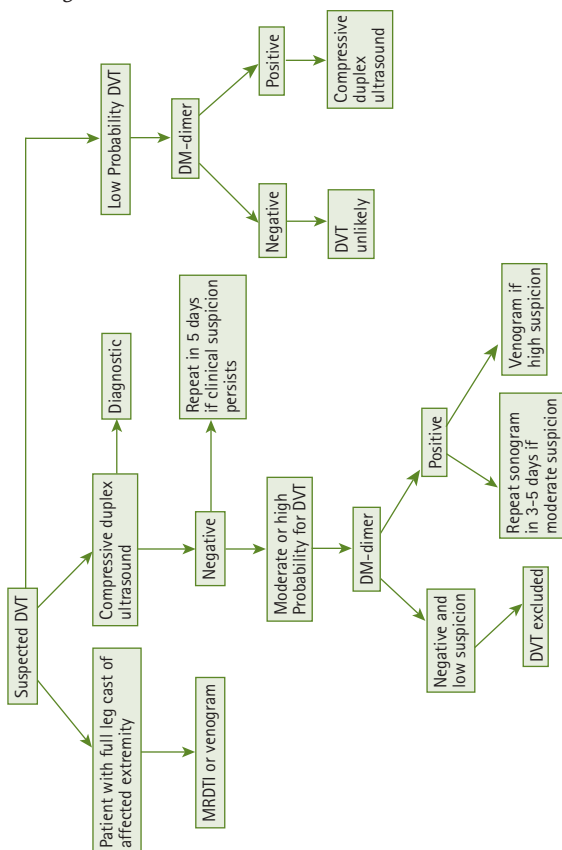 Suspected DVT
Patient with full leg cast of
affected extremity
MRDTI or venogram
Compressive duplex
ultrasound
Diagnostic
Negative
Repeat in 5 days
if clinical suspicion
persists
Moderate or high
Probability for DVT
DM-dimer
Negative and
low suspicion
DVT excluded
Positive
Repeat sonogram
in 3-5 days if
moderate suspicion
Venogram if
high suspicion
Low Probability DVT
DM-dimer
Negative
DVT
unlikely
Positive
Compressive
duplex
ultrasound